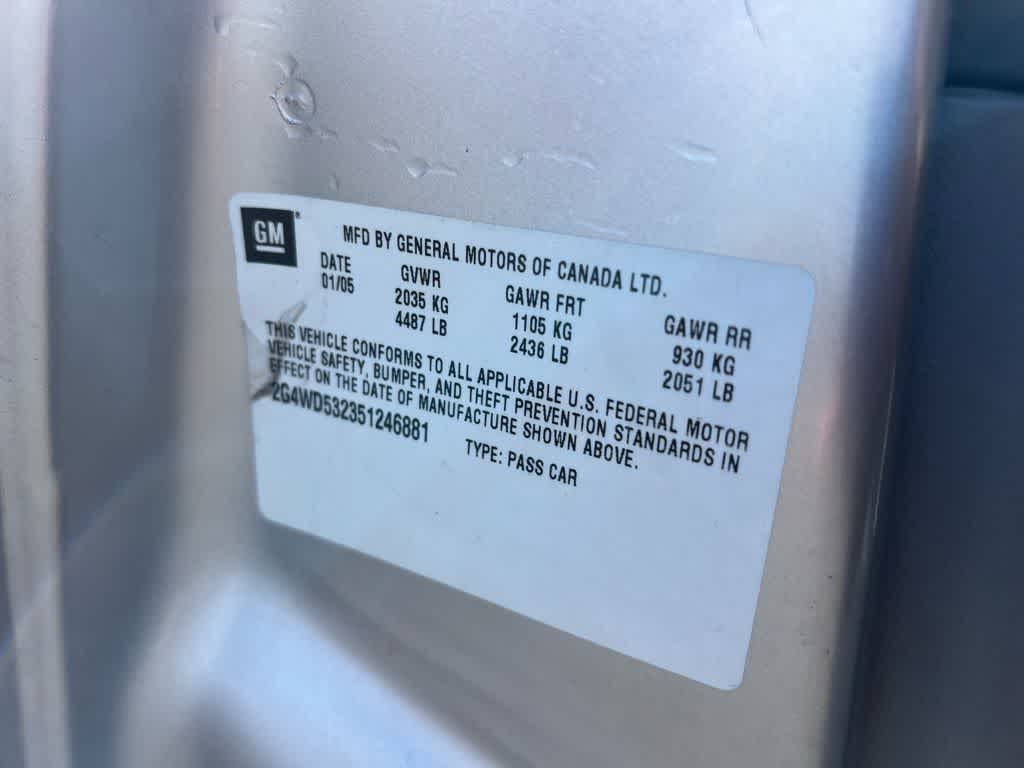 GM
MFD BY GENERAL MOTORS OF CANADA LTD.
DATE GVWR GAWR FRT GAWR RR
01/05 2035 KG 1105 KG 930 KG
4487 LB 2436 LB 2051 LB
THIS VEHICLE CONFORMS TO ALL APPLICABLE U.S. FEDERAL MOTOR
VEHICLE SAFETY, BUMPER, AND THEFT PREVENTION STANDARDS IN
EFFECT ON THE DATE OF MANUFACTURE SHOWN ABOVE.
2G4WD532351246881 TYPE: PASS CAR